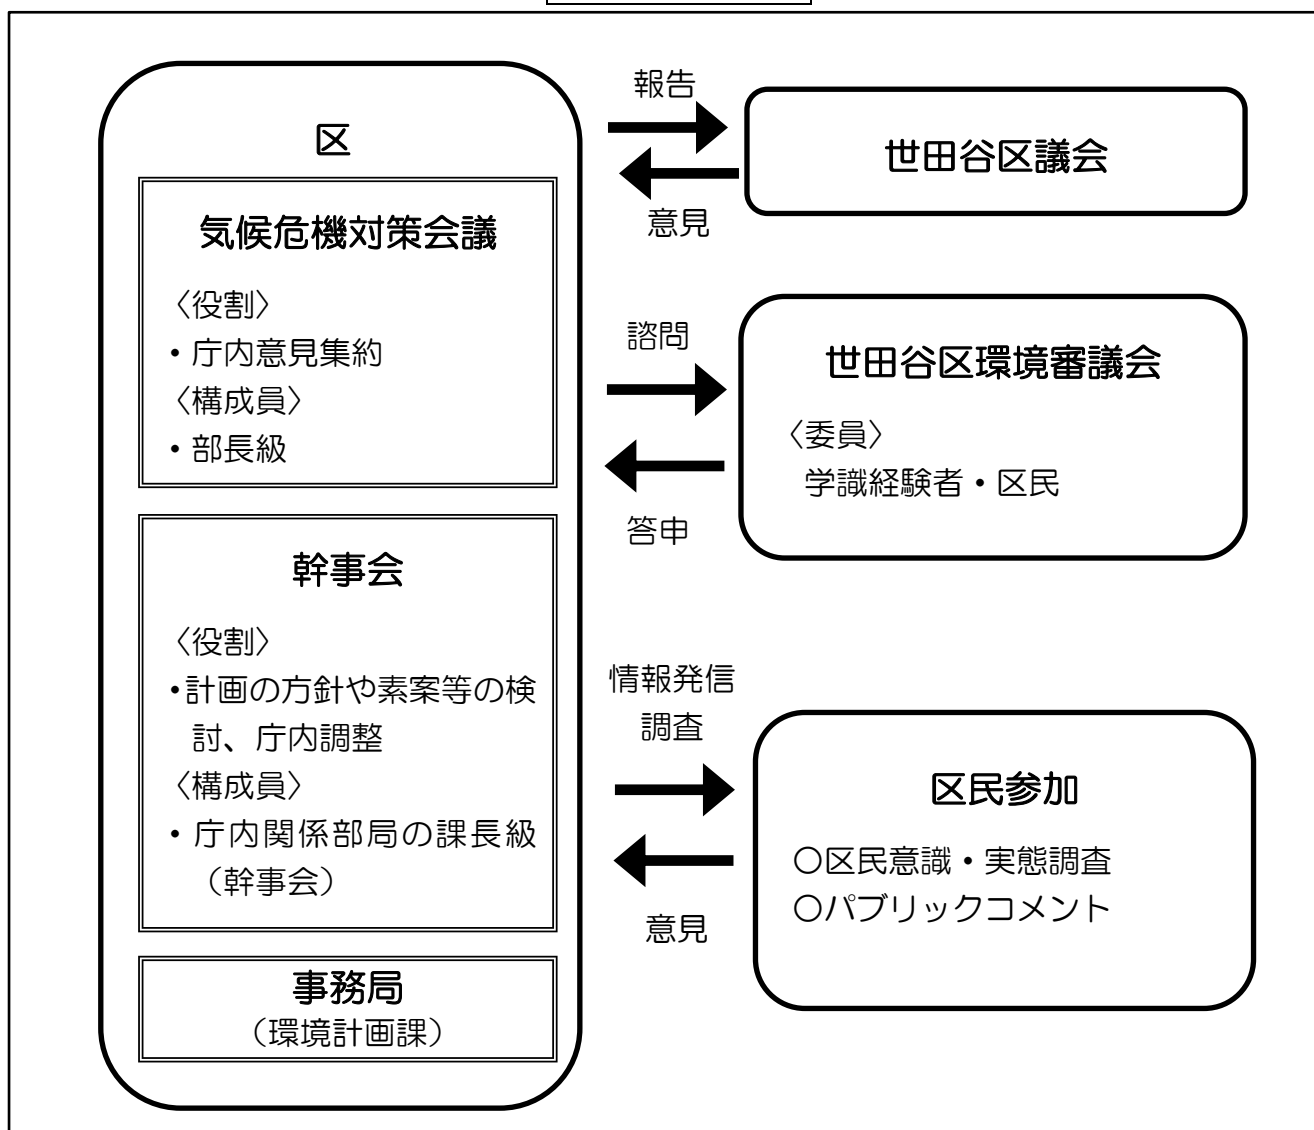 区
気候危機対策会議
〈役割〉
・庁内意見集約
〈構成員〉
・部長級
幹事会
〈役割〉
・計画の方針や素案等の検
討、庁内調整
〈構成員〉
・庁内関係部局の課長級
（幹事会）
事務局
（環境計画課）
報告
意見
世田谷区議会
諮問
答申
世田谷区環境審議会
〈委員〉
学識経験者・区民
情報発信
調査
意見
区民参加
〇区民意識・実態調査
〇パブリックコメント